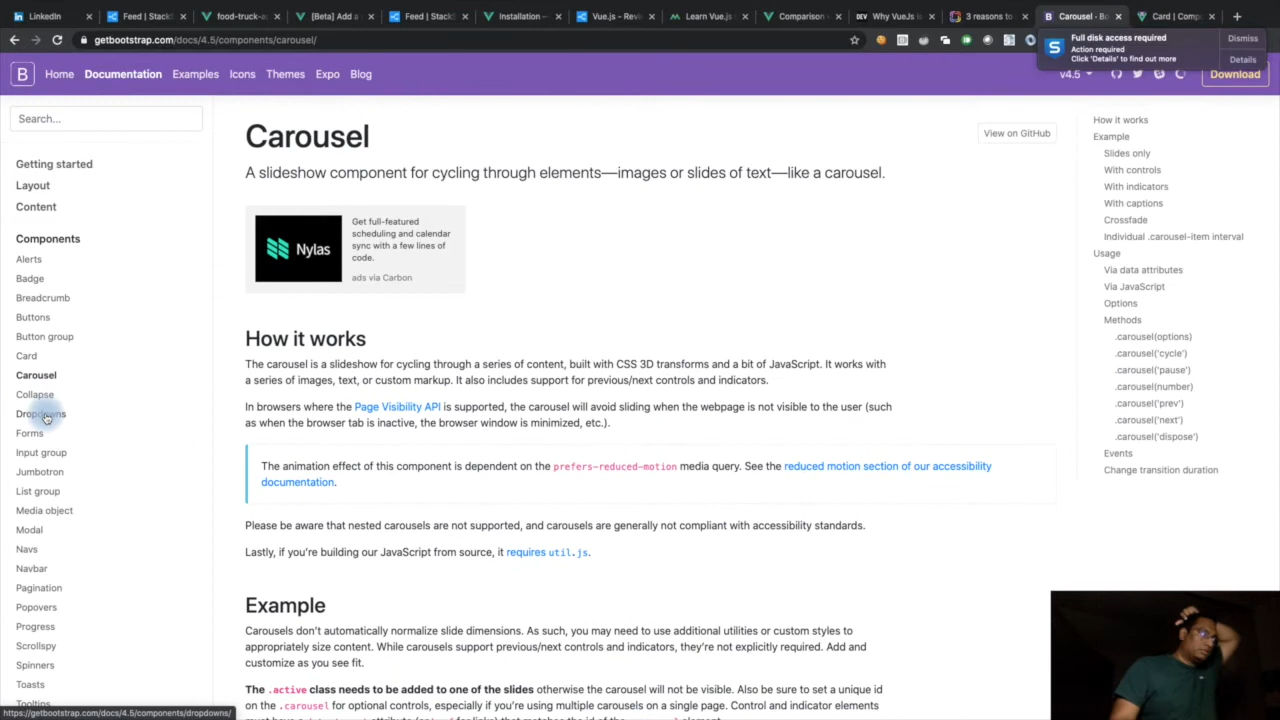 LinkedIn
Feed | Stack
food-truck-a
[Beta] Add a
Feed | Stack
Installation —
Vue.js - Revi
Learn Vue.j
Comparison
Why VueJs is
3 reasons to
Carousel · Bo
Card | Comp
getbootstrap.com/docs/4.5/components/carousel/
Full disk access required
Action required
Click 'Details' to find out more
Dismiss
Details
B
Home
Documentation
Examples
Icons
Themes
Expo
Blog
v4.5
Download
Search...
Getting started
Layout
Content
Components
Alerts
Badge
Breadcrumb
Buttons
Button group
Card
Carousel
Collapse
Dropdowns
Forms
Input group
Jumbotron
List group
Media object
Modal
Navs
Navbar
Pagination
Popovers
Progress
Scrollspy
Spinners
Toasts
Tooltips
https://getbootstrap.com/docs/4.5/components/dropdowns/
Carousel
View on GitHub
A slideshow component for cycling through elements—images or slides of text—like a carousel.
Nylas
Get full-featured
scheduling and calendar
sync with a few lines of
code.
ads via Carbon
How it works
The carousel is a slideshow for cycling through a series of content, built with CSS 3D transforms and a bit of JavaScript. It works with
a series of images, text, or custom markup. It also includes support for previous/next controls and indicators.
In browsers where the Page Visibility API is supported, the carousel will avoid sliding when the webpage is not visible to the user (such
as when the browser tab is inactive, the browser window is minimized, etc.).
The animation effect of this component is dependent on the prefers-reduced-motion media query. See the reduced motion section of our accessibility
documentation.
Please be aware that nested carousels are not supported, and carousels are generally not compliant with accessibility standards.
Lastly, if you're building our JavaScript from source, it requires util.js.
Example
Carousels don't automatically normalize slide dimensions. As such, you may need to use additional utilities or custom styles to
appropriately size content. While carousels support previous/next controls and indicators, they're not explicitly required. Add and
customize as you see fit.
The .active class needs to be added to one of the slides otherwise the carousel will not be visible. Also be sure to set a unique id
on the .carousel for optional controls, especially if you're using multiple carousels on a single page. Control and indicator elements
How it works
Example
Slides only
With controls
With indicators
With captions
Crossfade
Individual .carousel-item interval
Usage
Via data attributes
Via JavaScript
Options
Methods
.carousel(options)
.carousel('cycle')
.carousel('pause')
.carousel(number)
.carousel('prev')
.carousel('next')
.carousel('dispose')
Events
Change transition duration